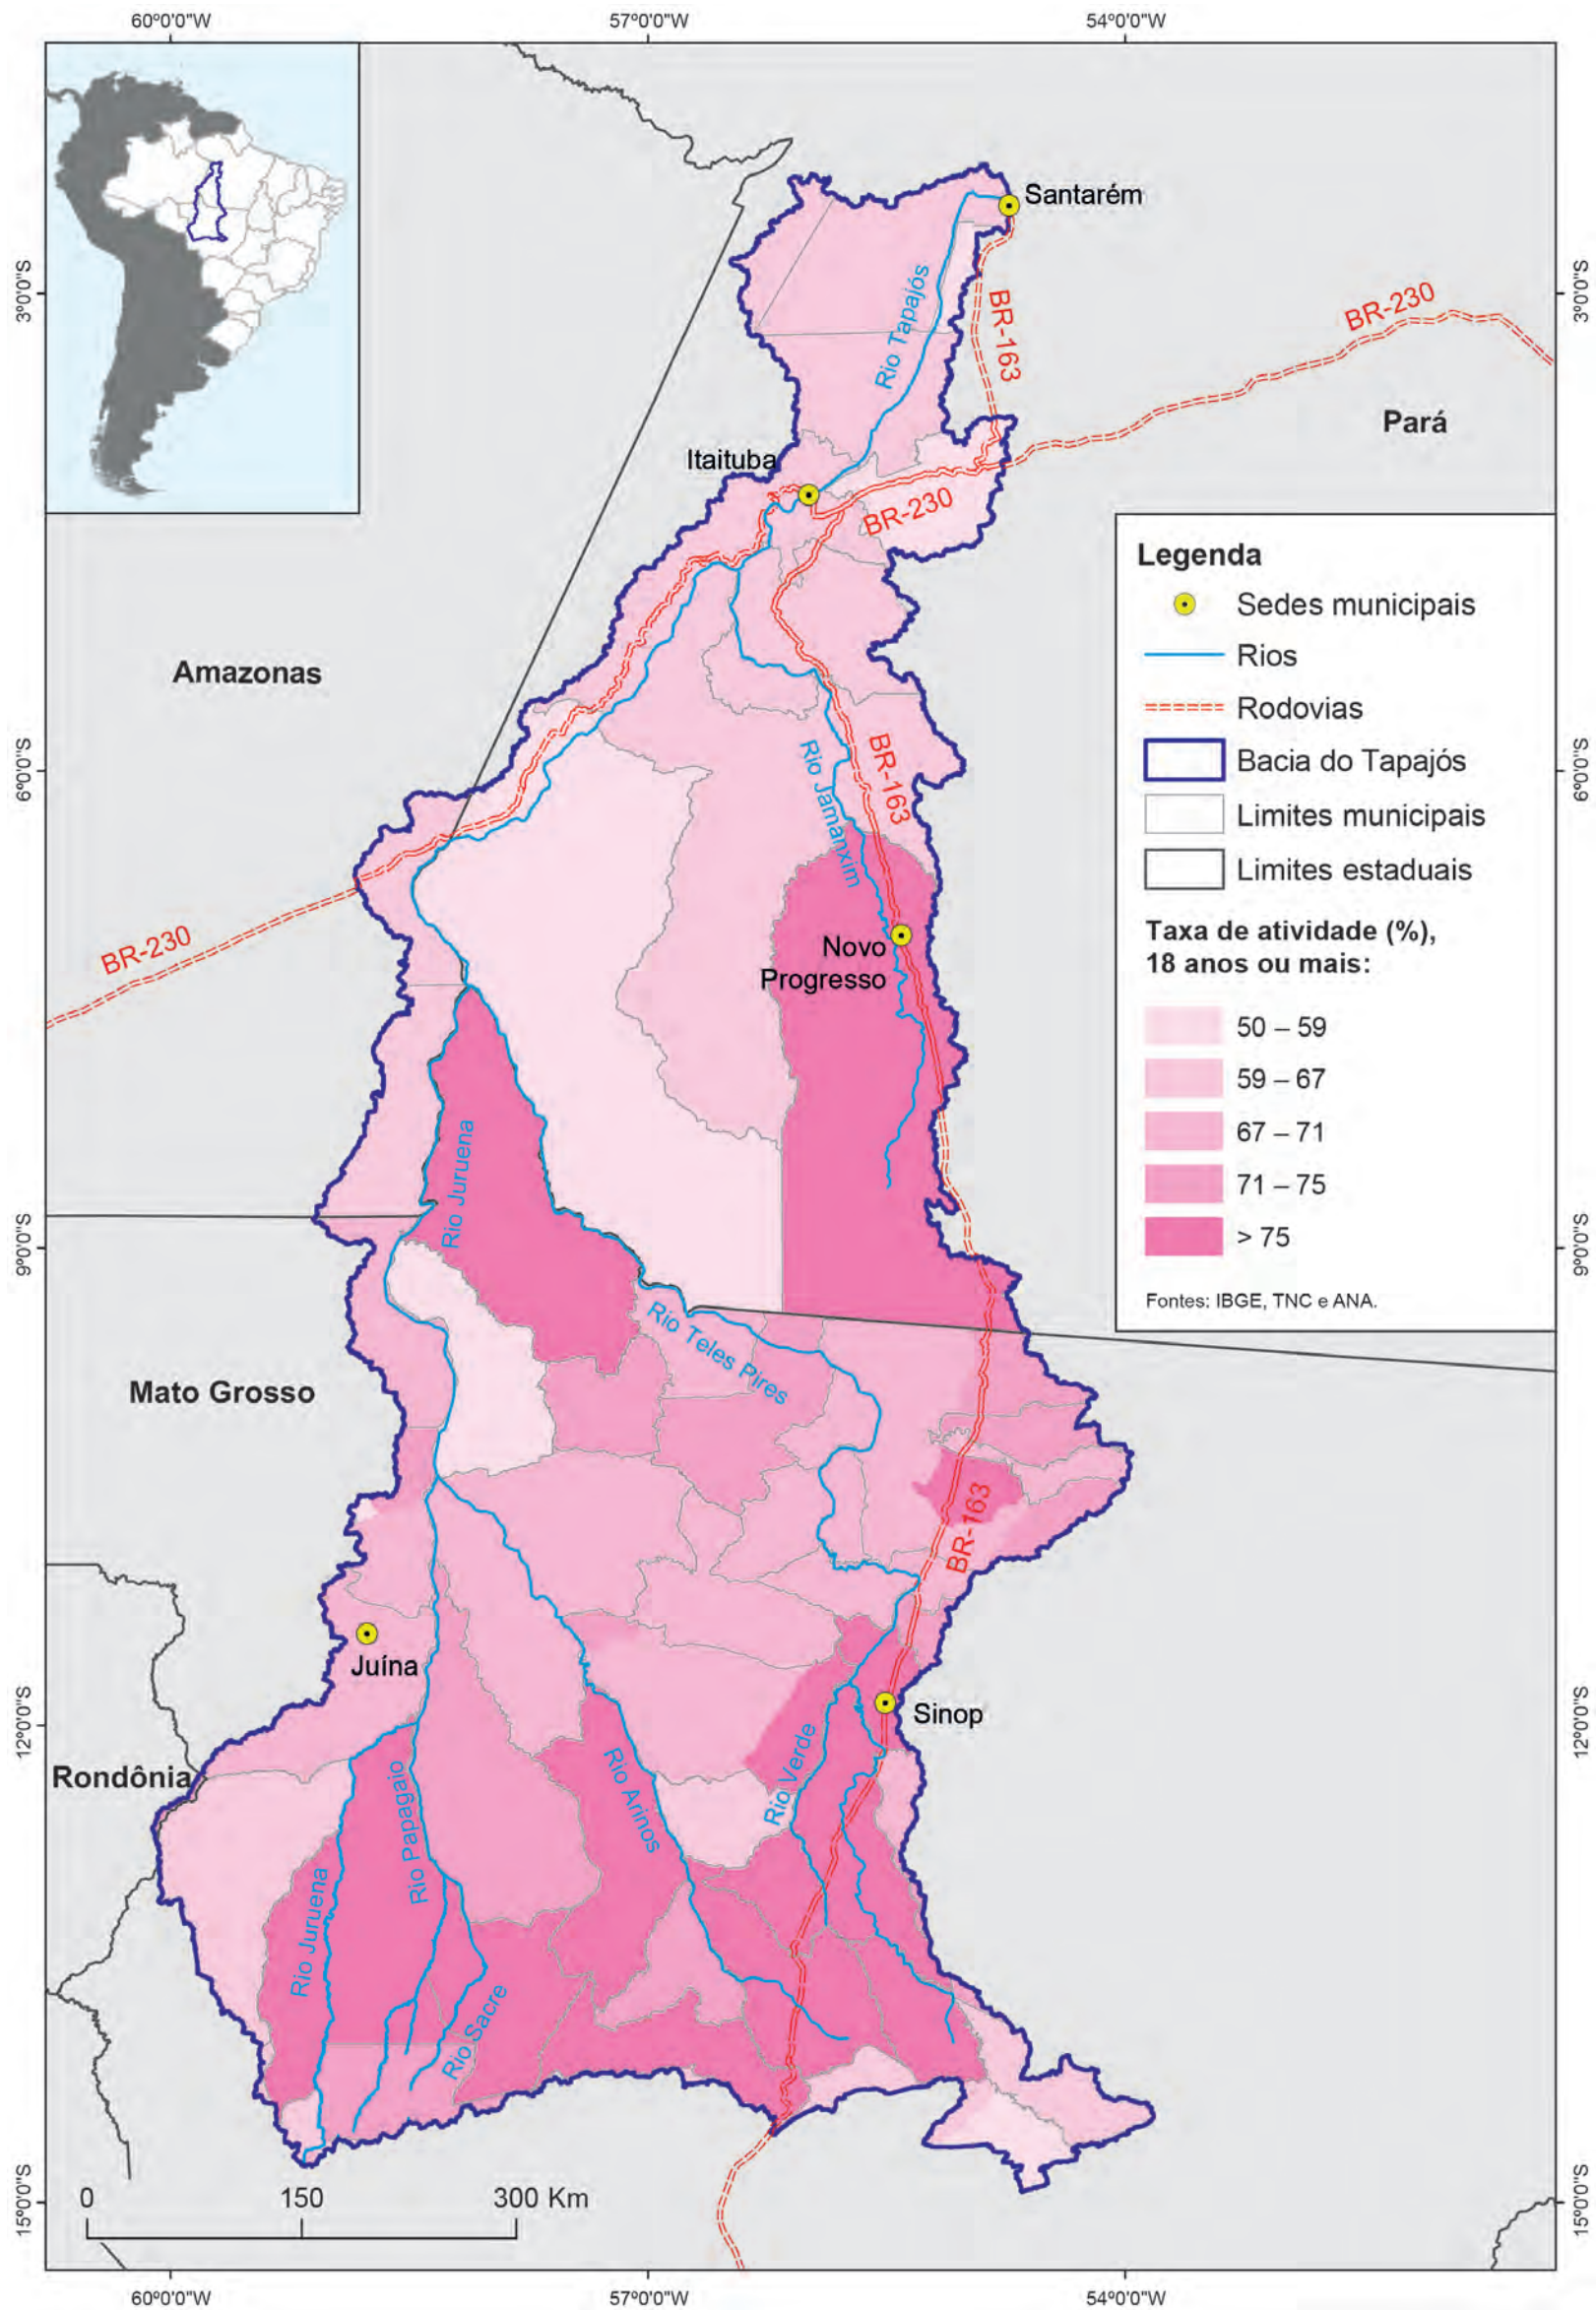 60°0'0"W
57°0'0"W
54°0'0"W
Santarém
3°0'0"S
3°0'0"S
Rio Tapajós
BR-163
BR-230
Pará
Itaituba
BR-230
Legenda
Sedes municipais
Rios
Rodovias
Bacia do Tapajós
Limites municipais
Limites estaduais
Taxa de atividade (%),
18 anos ou mais:
50 – 59
59 – 67
67 – 71
71 – 75
> 75
Fontes: IBGE, TNC e ANA.
Amazonas
6°0'0"S
6°0'0"S
Rio Jamanxim
BR-163
BR-230
Novo
Progresso
Rio Juruena
9°0'0"S
9°0'0"S
Rio Teles Pires
Mato Grosso
BR-163
Juína
Sinop
12°0'0"S
12°0'0"S
Rondônia
Rio Papagaio
Rio Arinos
Rio Verde
Rio Juruena
Rio Sacre
15°0'0"S
15°0'0"S
0 150 300 Km
60°0'0"W
57°0'0"W
54°0'0"W